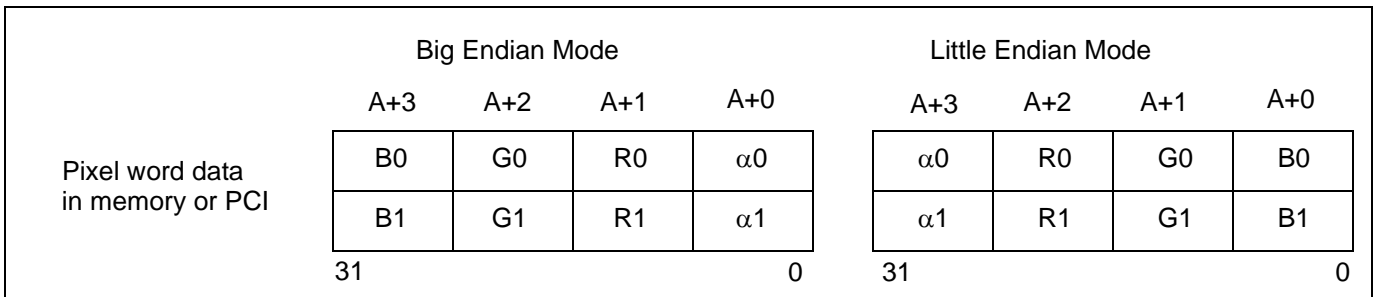 Big Endian Mode Little Endian Mode
A+3 A+2 A+1 A+0 A+3 A+2 A+1 A+0
Pixel word data
in memory or PCI
B0 G0 R0 α0 α0 R0 G0 B0
B1 G1 R1 α1 α1 R1 G1 B1
31 0 31 0